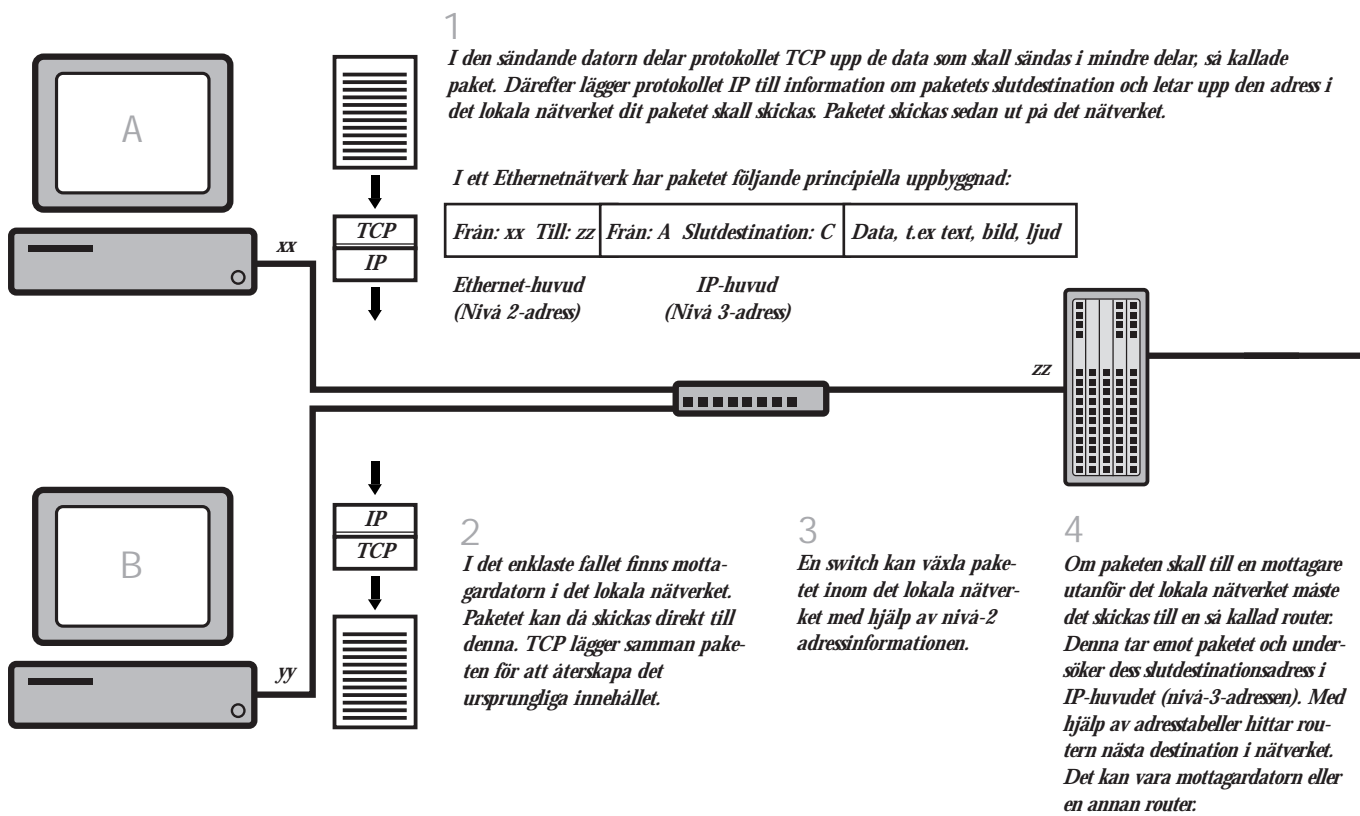 1
I den sändande datorn delar protokollet TCP upp de data som skall sändas i mindre delar, så kallade
paket. Därefter lägger protokollet IP till information om paketets slutdestination och letar upp den adress i
det lokala nätverket dit paketet skall skickas. Paketet skickas sedan ut på det nätverket.
A
I ett Ethernetnätverk har paketet följande principiella uppbyggnad:
TCP
IP
Från: xx Till: zz
Från: A Slutdestination: C
Data, t.ex text, bild, ljud
xx
Ethernet-huvud
(Nivå 2-adress)
IP-huvud
(Nivå 3-adress)
zz
B
yy
IP
TCP
2
I det enklaste fallet finns motta-
gardatorn i det lokala nätverket.
Paketet kan då skickas direkt till
denna. TCP lägger samman pake-
ten för att återskapa det
ursprungliga innehållet.
3
En switch kan växla pake-
tet inom det lokala nätver-
ket med hjälp av nivå-2
adressinformationen.
4
Om paketen skall till en mottagare
utanför det lokala nätverket måste
det skickas till en så kallad router.
Denna tar emot paketet och under-
söker dess slutdestinationsadress i
IP-huvudet (nivå-3-adressen). Med
hjälp av adresstabeller hittar rou-
tern nästa destination i nätverket.
Det kan vara mottagardatorn eller
en annan router.